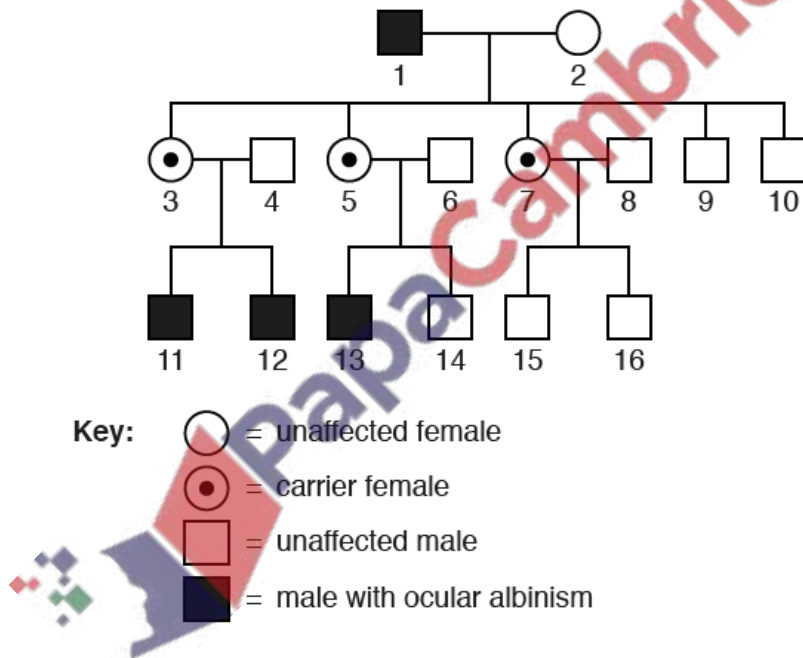 1 2
3 4 5 6 7 8 9 10
11 12 13 14 15 16
Key:
= unaffected female
= carrier female
= unaffected male
= male with ocular albinism
PapaCambri